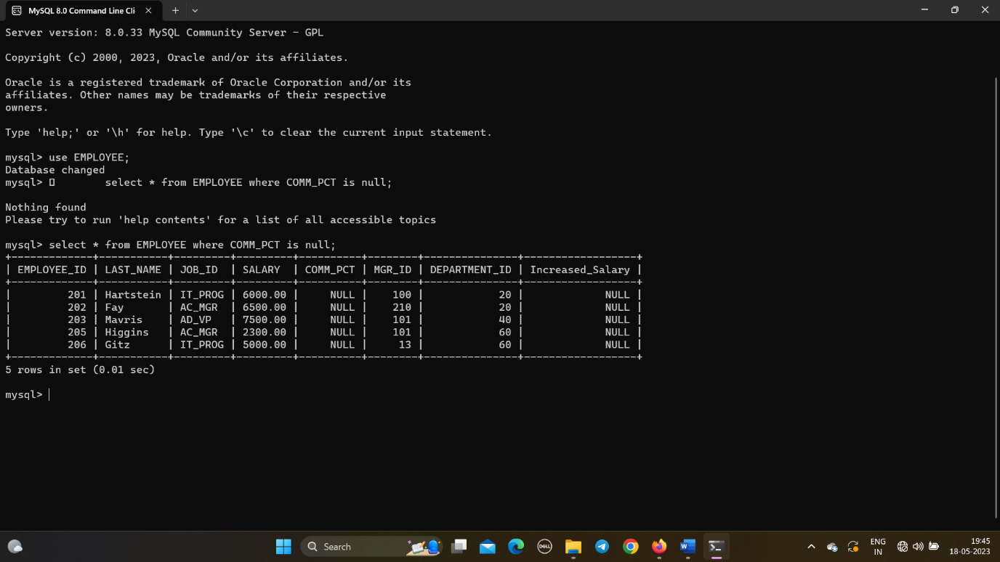 MySQL 8.0 Command Line Cli
Server version: 8.0.33 MySQL Community Server - GPL
Copyright (c) 2000, 2023, Oracle and/or its affiliates.
Oracle is a registered trademark of Oracle Corporation and/or its
affiliates. Other names may be trademarks of their respective
owners.
Type 'help;' or '\h' for help. Type '\c' to clear the current input statement.
mysql> use EMPLOYEE;
Database changed
mysql> select * from EMPLOYEE where COMM_PCT is null;
Nothing found
Please try to run 'help contents' for a list of all accessible topics
mysql> select * from EMPLOYEE where COMM_PCT is null;
+-------------+-----------+---------+---------+----------+--------+---------------+------------------+
| EMPLOYEE_ID | LAST_NAME | JOB_ID  | SALARY  | COMM_PCT | MGR_ID | DEPARTMENT_ID | Increased_Salary |
+-------------+-----------+---------+---------+----------+--------+---------------+------------------+
|         201 | Hartstein | IT_PROG | 6000.00 |     NULL |    100 |            20 |             NULL |
|         202 | Fay       | AC_MGR  | 6500.00 |     NULL |    210 |            20 |             NULL |
|         203 | Mavris    | AD_VP   | 7500.00 |     NULL |    101 |            40 |             NULL |
|         205 | Higgins   | AC_MGR  | 2300.00 |     NULL |    101 |            60 |             NULL |
|         206 | Gitz      | IT_PROG | 5000.00 |     NULL |     13 |            60 |             NULL |
+-------------+-----------+---------+---------+----------+--------+---------------+------------------+
5 rows in set (0.01 sec)
mysql>
Search
DELL
ENG
IN
19:45
18-05-2023